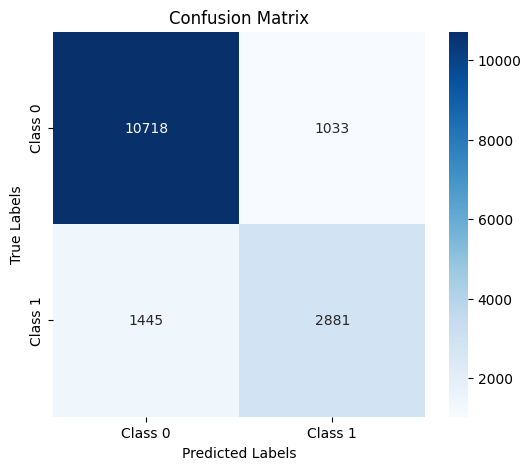 Confusion Matrix
Class 0
Class 1
True Labels
10718
1033
1445
2881
Class 0
Class 1
Predicted Labels
10000
8000
6000
4000
2000